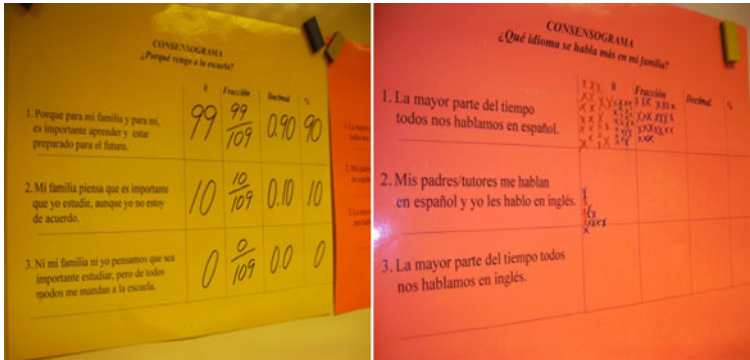 CONSENSOGRAMA
¿Porqué vengo a la escuela?
# Fracción Decimal %
1. Porque para mi familia y para mi,
es importante aprender y estar
preparado para el futuro.
99 99/109 0.90 90
2. Mi familia piensa que es importante
que yo estudie, aunque yo no estoy
de acuerdo.
10 10/109 0.10 10
3. Ni mi familia ni yo pensamos que sea
importante estudiar, pero de todos
modos me mandan a la escuela.
0 0/109 0.0 0
CONSENSOGRAMA
¿Qué idioma se habla más en mi familia?
# Fracción Decimal %
1. La mayor parte del tiempo
todos nos hablamos en español.
2. Mis padres/tutores me hablan
en español y yo les hablo en inglés.
3. La mayor parte del tiempo todos
nos hablamos en inglés.